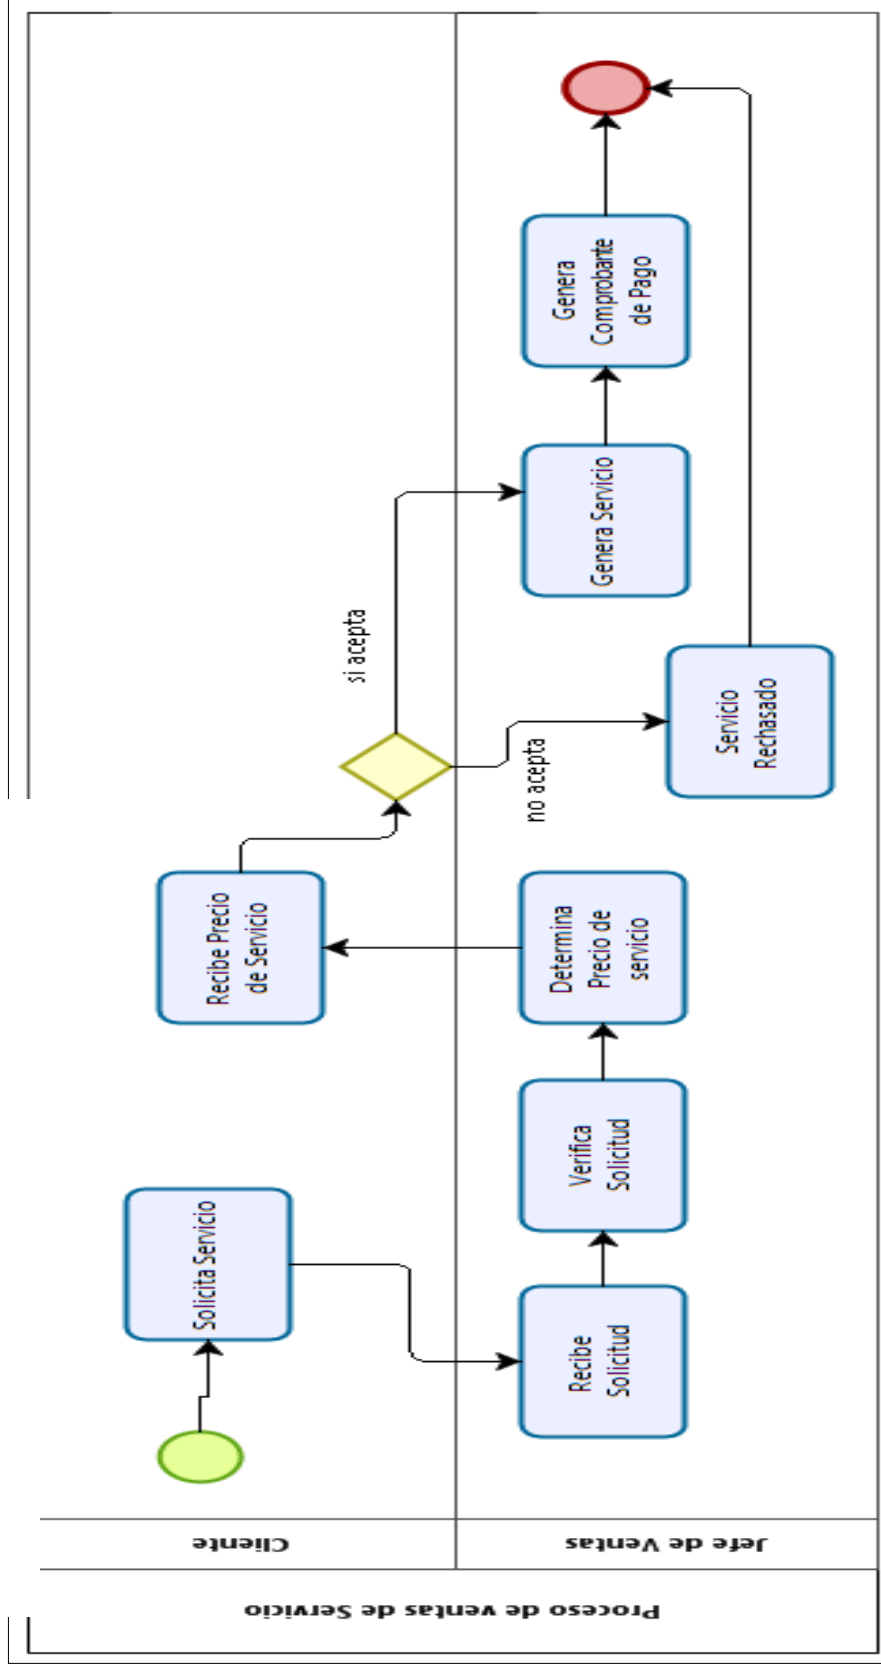 Proceso de ventas de Servicio
Cliente
Jefe de Ventas
Solicita Servicio
Recibe
Solicitud
Verifica
Solicitud
Determina
Precio de
servicio
Recibe Precio
de Servicio
si acepta
no acepta
Servicio
Rechasado
Genera Servicio
Genera
Comprobante
de Pago